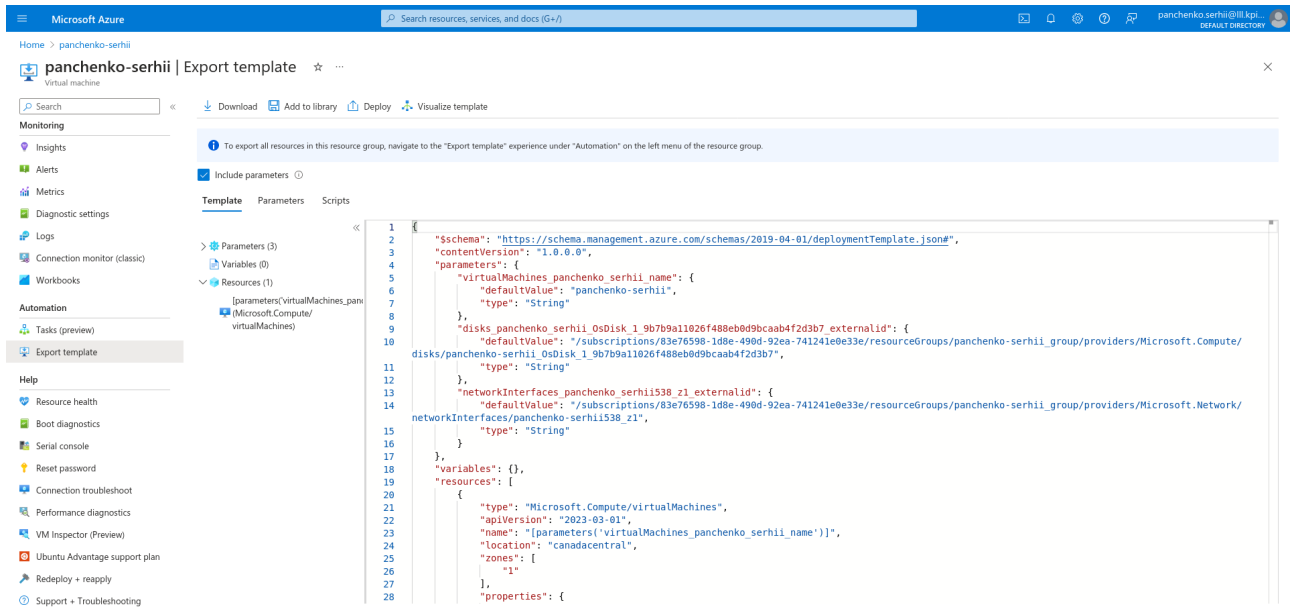 Microsoft Azure
Search resources, services, and docs (G+/)
panchenko.serhii@lll.kpi...
DEFAULT DIRECTORY
Home > panchenko-serhii
panchenko-serhii | Export template
Virtual machine
Search
Download Add to library Deploy Visualize template
Monitoring
Insights
Alerts
Metrics
Diagnostic settings
Logs
Connection monitor (classic)
Workbooks
Automation
Tasks (preview)
Export template
Help
Resource health
Boot diagnostics
Serial console
Reset password
Connection troubleshoot
Performance diagnostics
VM Inspector (Preview)
Ubuntu Advantage support plan
Redeploy + reapply
Support + Troubleshooting
To export all resources in this resource group, navigate to the "Export template" experience under "Automation" on the left menu of the resource group.
Include parameters
Template Parameters Scripts
Parameters (3)
Variables (0)
Resources (1)
[parameters('virtualMachines_pan
(Microsoft.Compute/
virtualMachines)
1 {
2 "$schema": "https://schema.management.azure.com/schemas/2019-04-01/deploymentTemplate.json#",
3 "contentVersion": "1.0.0.0",
4 "parameters": {
5 "virtualMachines_panchenko_serhii_name": {
6 "defaultValue": "panchenko-serhii",
7 "type": "String"
8 },
9 "disks_panchenko_serhii_OsDisk_1_9b7b9a11026f488eb0d9bcaab4f2d3b7_externalid": {
10 "defaultValue": "/subscriptions/83e76598-1d8e-490d-92ea-741241e0e33e/resourceGroups/panchenko-serhii_group/providers/Microsoft.Compute/
disks/panchenko-serhii_OsDisk_1_9b7b9a11026f488eb0d9bcaab4f2d3b7",
11 "type": "String"
12 },
13 "networkInterfaces_panchenko_serhii538_z1_externalid": {
14 "defaultValue": "/subscriptions/83e76598-1d8e-490d-92ea-741241e0e33e/resourceGroups/panchenko-serhii_group/providers/Microsoft.Network/
networkInterfaces/panchenko-serhii538_z1",
15 "type": "String"
16 }
17 },
18 "variables": {},
19 "resources": [
20 {
21 "type": "Microsoft.Compute/virtualMachines",
22 "apiVersion": "2023-03-01",
23 "name": "[parameters('virtualMachines_panchenko_serhii_name')]",
24 "location": "canadacentral",
25 "zones": [
26 "1"
27 ],
28 "properties": {